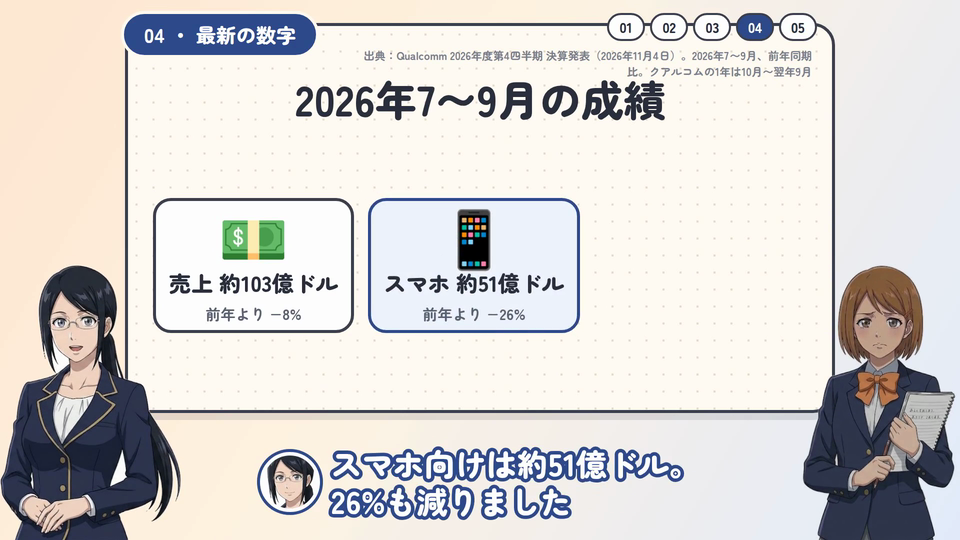 04 ・ 最新の数字
01 02 03 04 05
出典：Qualcomm 2026年度第4四半期 決算発表（2026年11月4日）。2026年7〜9月、前年同期
比。クアルコムの1年は10月〜翌年9月
2026年7〜9月の成績
売上 約103億ドル
前年より −8%
スマホ 約51億ドル
前年より −26%
スマホ向けは約51億ドル。
26%も減りました